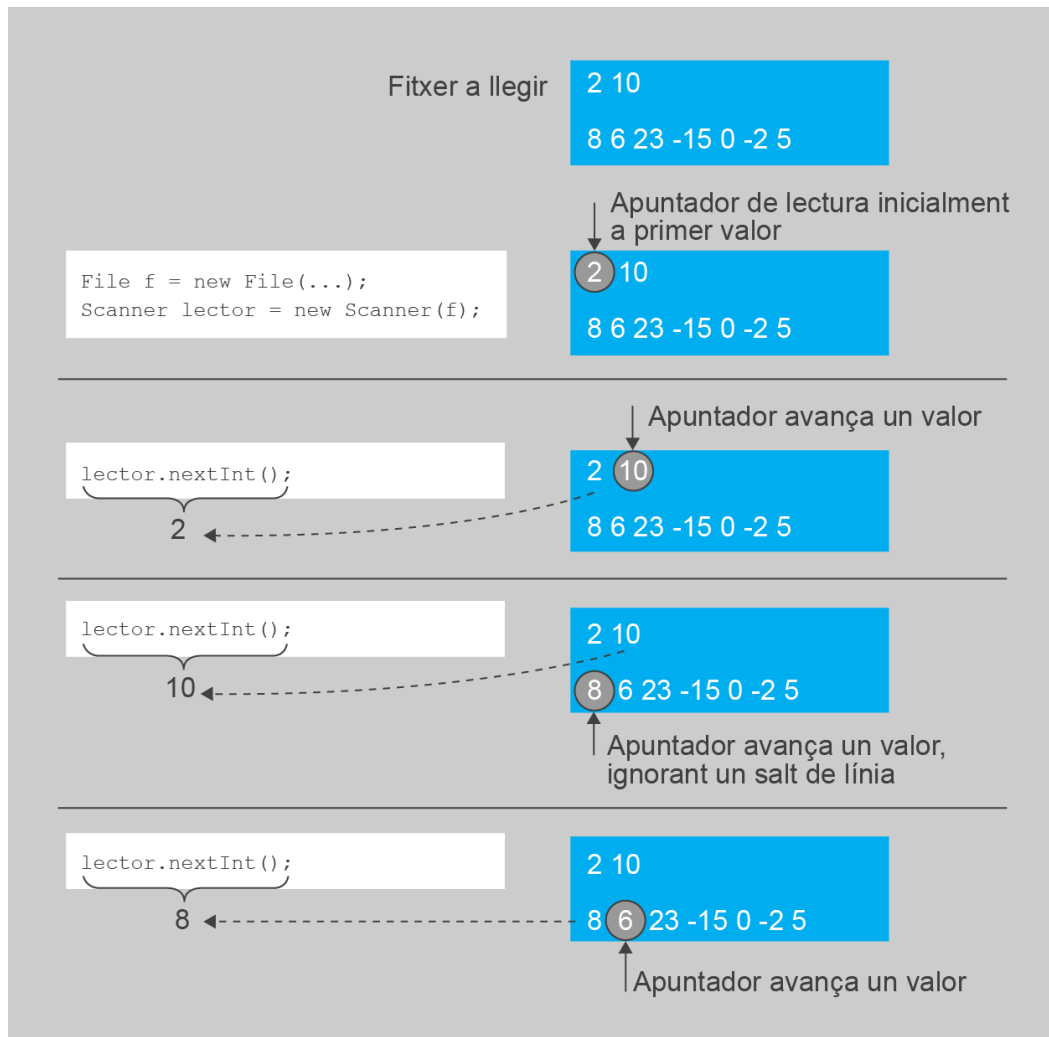 Fitxer a llegir
2 10
8 6 23 -15 0 -2 5
Apuntador de lectura inicialment
a primer valor
File f = new File(...);
Scanner lector = new Scanner(f);
2 10
8 6 23 -15 0 -2 5
Apuntador avança un valor
lector.nextInt();
2
2 10
8 6 23 -15 0 -2 5
lector.nextInt();
10
2 10
8 6 23 -15 0 -2 5
Apuntador avança un valor,
ignorant un salt de línia
lector.nextInt();
8
2 10
8 6 23 -15 0 -2 5
Apuntador avança un valor